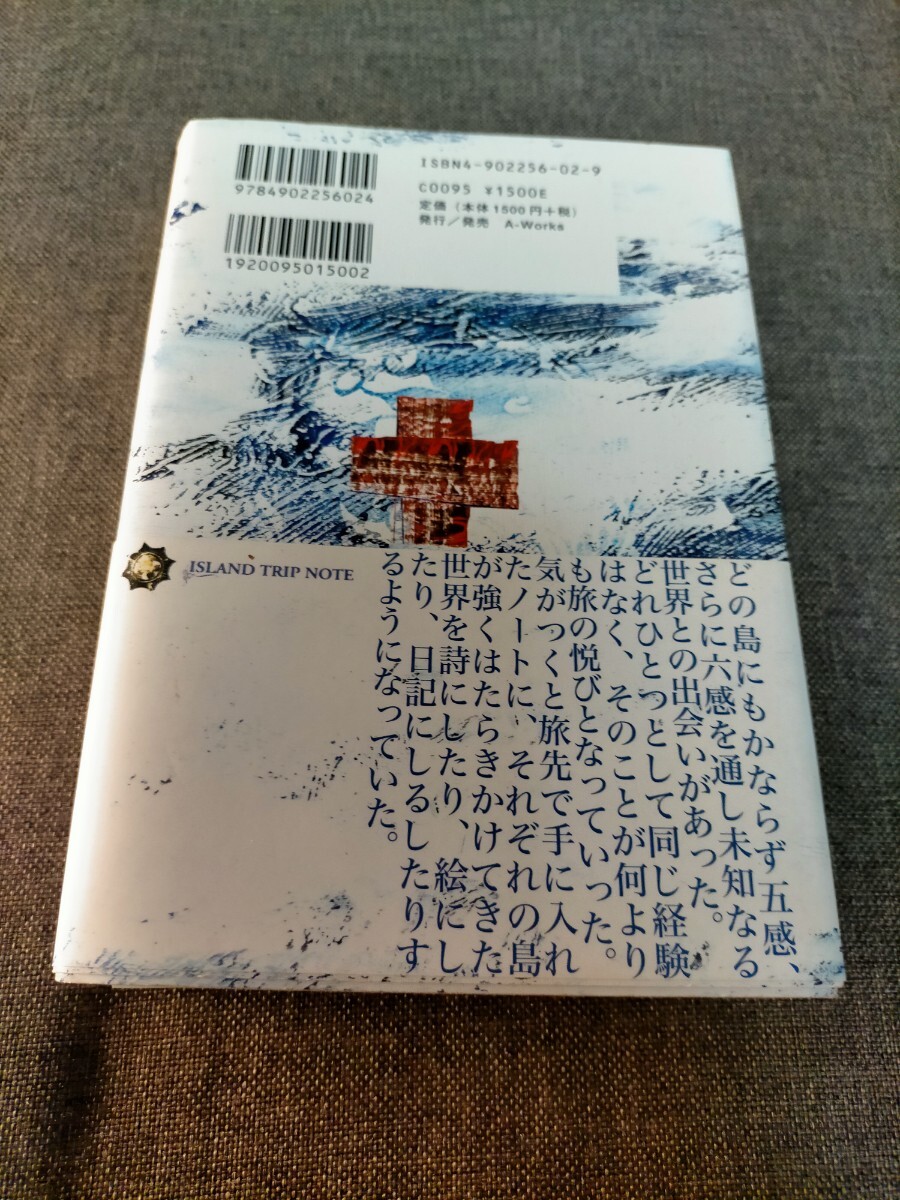 ISBN4-902256-02-9
9784902256024
C0095 ¥1500E
定価（本体1500円+税）
発行／発売 A-Works
1920095015002
ISLAND TRIP NOTE
どの島にもかならず五感、
さらに六感を通し未知なる
世界との出会いがあった。
どれひとつとして同じ経験
はなく、そのことが何より
も旅の悦びとなっていった。
気がつくと旅先で手に入れ
たノートに、それぞれの島
が強くはたらきかけてきた
世界を詩にしたり、絵にし
たり、日記にしるしたりす
るようになっていた。